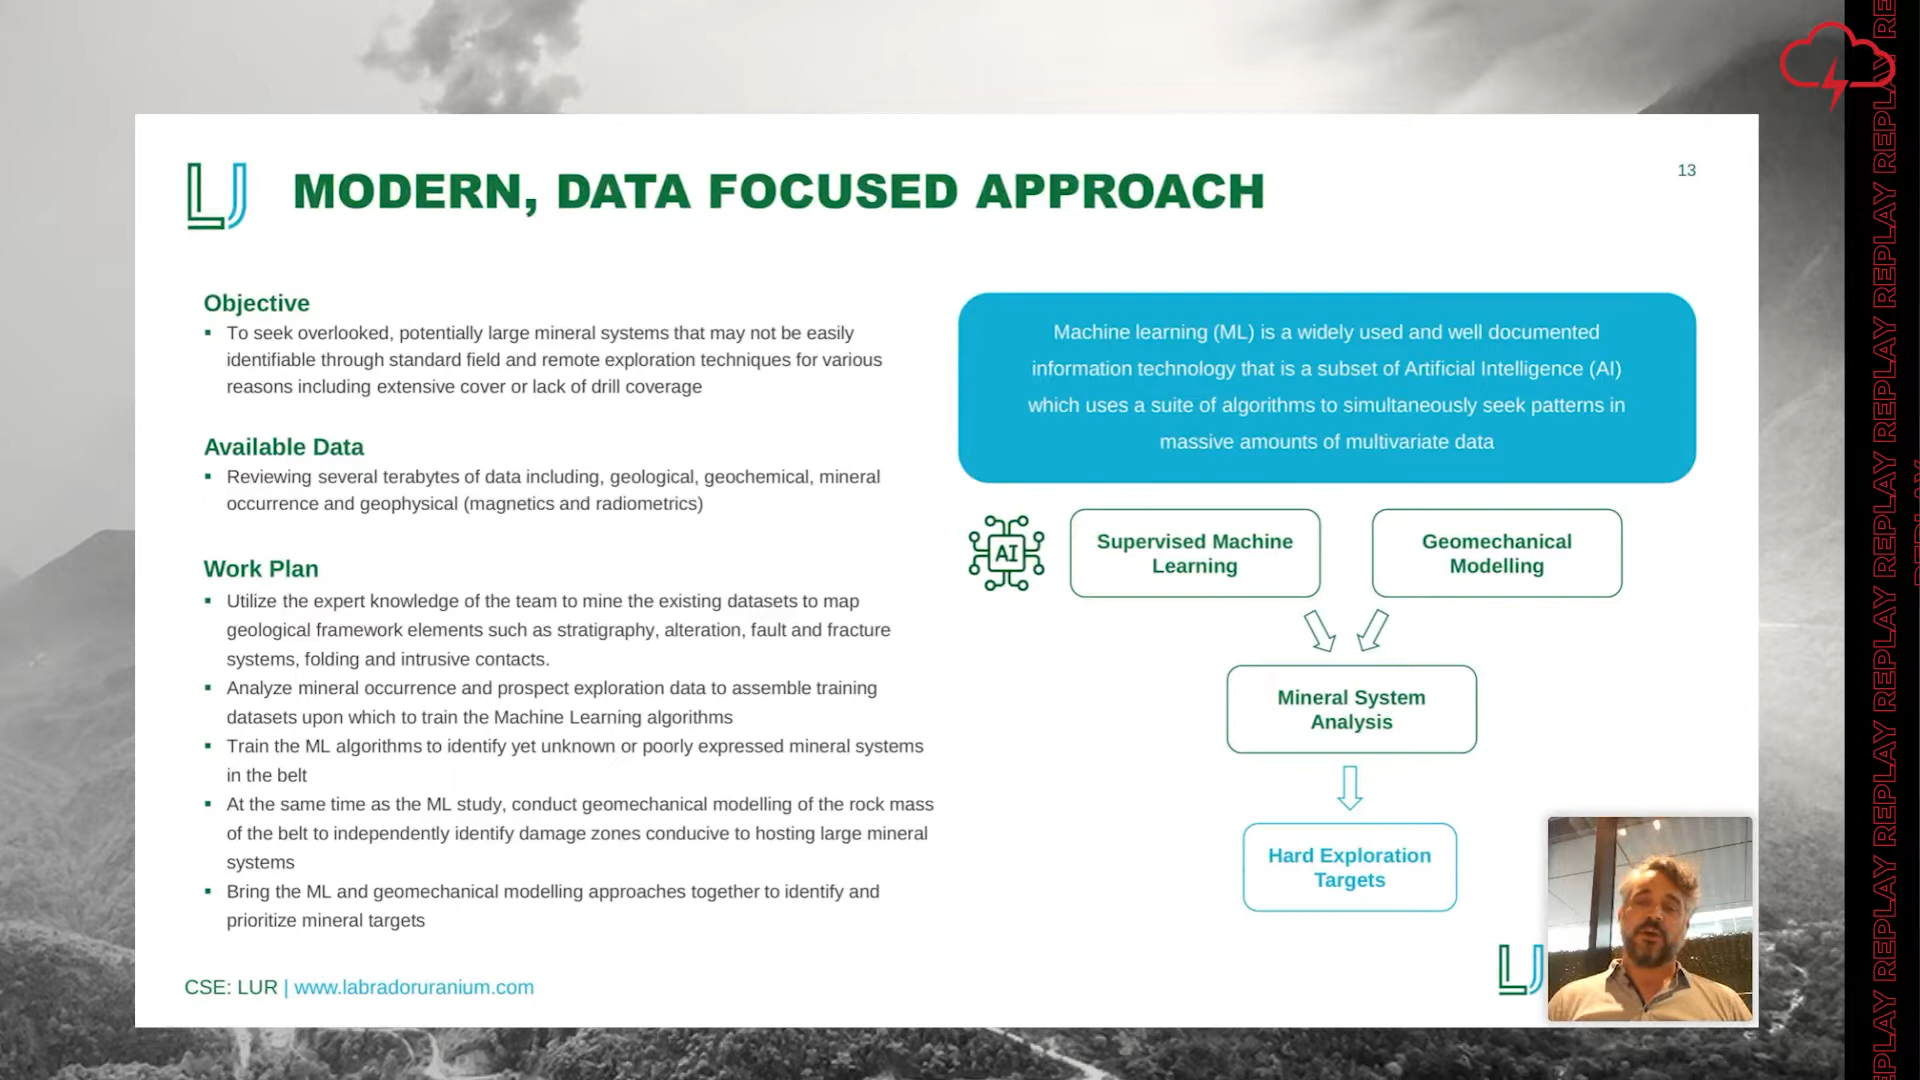 MODERN, DATA FOCUSED APPROACH
13
Objective
▪ To seek overlooked, potentially large mineral systems that may not be easily
identifiable through standard field and remote exploration techniques for various
reasons including extensive cover or lack of drill coverage
Available Data
▪ Reviewing several terabytes of data including, geological, geochemical, mineral
occurrence and geophysical (magnetics and radiometrics)
Work Plan
▪ Utilize the expert knowledge of the team to mine the existing datasets to map
geological framework elements such as stratigraphy, alteration, fault and fracture
systems, folding and intrusive contacts.
▪ Analyze mineral occurrence and prospect exploration data to assemble training
datasets upon which to train the Machine Learning algorithms
▪ Train the ML algorithms to identify yet unknown or poorly expressed mineral systems
in the belt
▪ At the same time as the ML study, conduct geomechanical modelling of the rock mass
of the belt to independently identify damage zones conducive to hosting large mineral
systems
▪ Bring the ML and geomechanical modelling approaches together to identify and
prioritize mineral targets
Machine learning (ML) is a widely used and well documented
information technology that is a subset of Artificial Intelligence (AI)
which uses a suite of algorithms to simultaneously seek patterns in
massive amounts of multivariate data
AI
Supervised Machine
Learning
Geomechanical
Modelling
Mineral System
Analysis
Hard Exploration
Targets
CSE: LUR | www.labradoruranium.com
LU
LU
REPLAY REPLAY REPLAY REPLAY REPLAY REPLAY REPLAY REPLAY